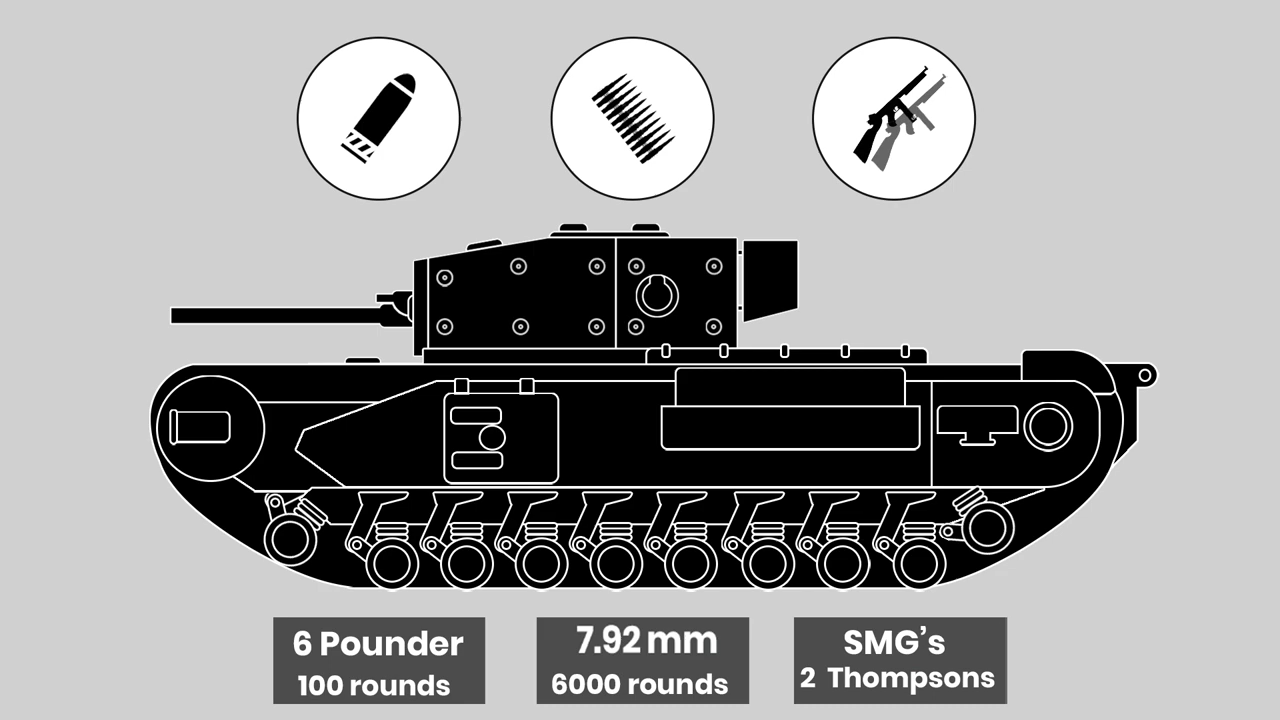 6 Pounder
100 rounds
7.92 mm
6000 rounds
SMG's
2 Thompsons